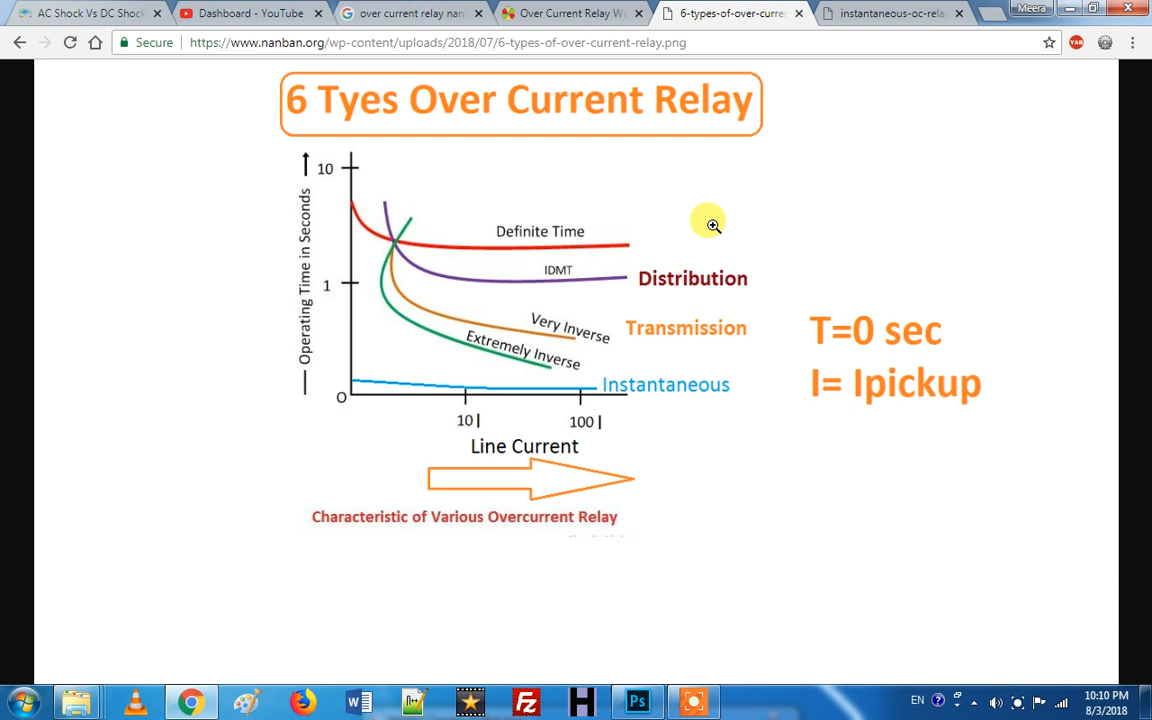 AC Shock Vs DC Shock
Dashboard - YouTube
over current relay nanl
Over Current Relay Wo
6-types-of-over-curre
instantaneous-oc-rela
Meera
Secure
https://www.nanban.org/wp-content/uploads/2018/07/6-types-of-over-current-relay.png
6 Tyes Over Current Relay
10
Operating Time in Seconds
Definite Time
IDMT
Distribution
1
Very Inverse
Transmission
T=0 sec
Extremely Inverse
I= Ipickup
Instantaneous
O
10 I
100 I
Line Current
Characteristic of Various Overcurrent Relay
EN
10:10 PM
8/3/2018